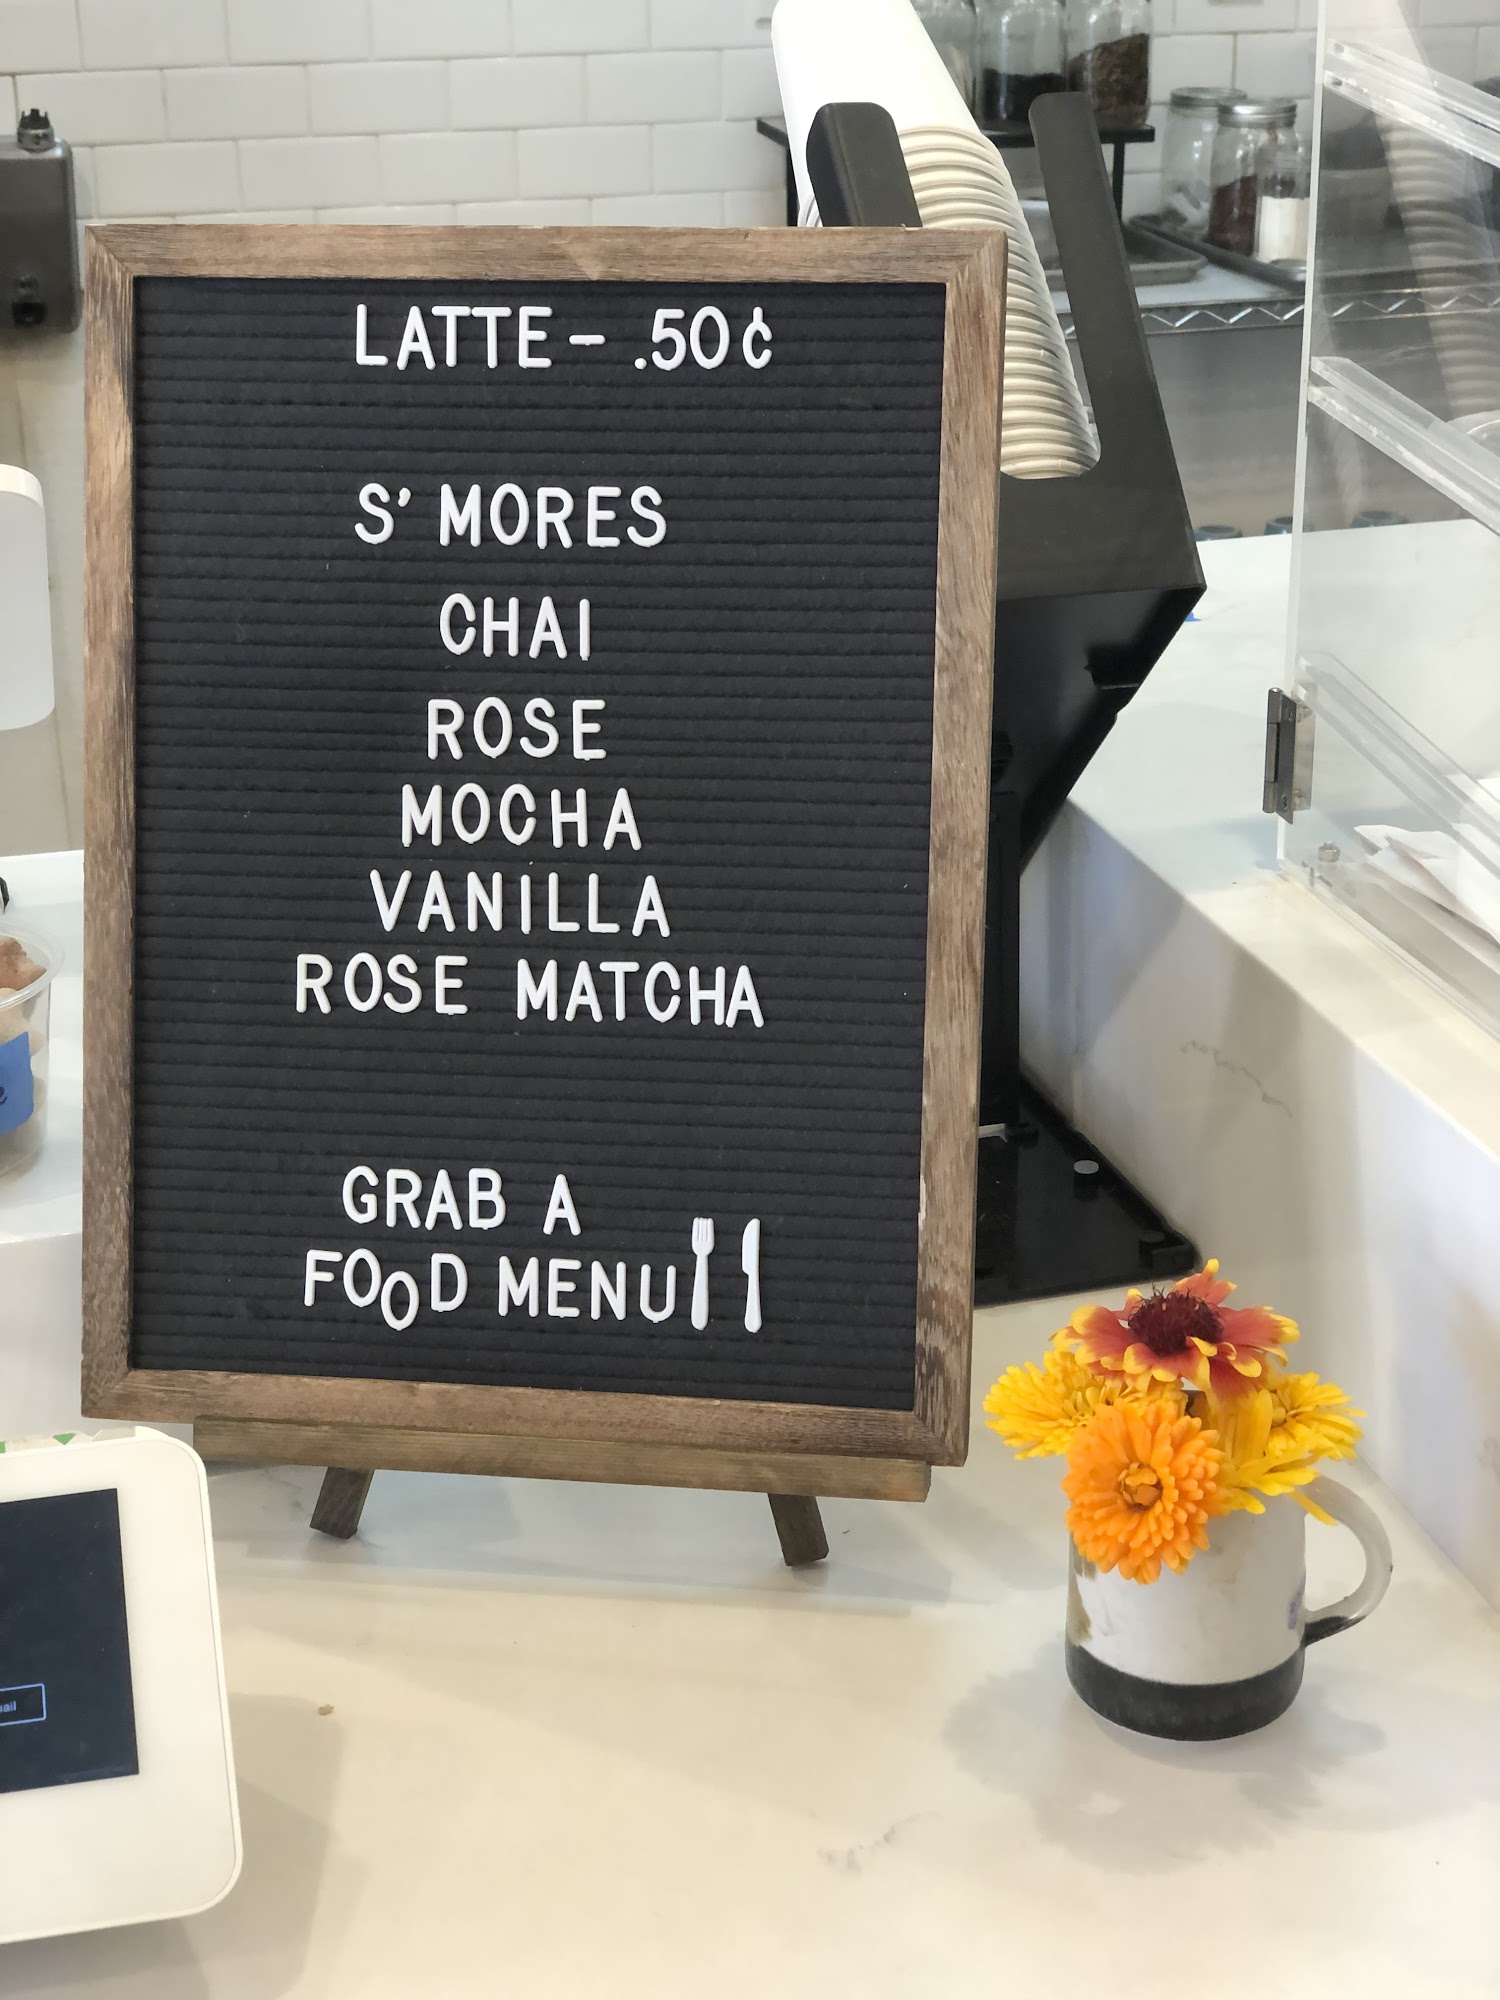 LATTE - .50¢
S'MORES
CHAI
ROSE
MOCHA
VANILLA
ROSE MATCHA
GRAB A
FOOD MENU